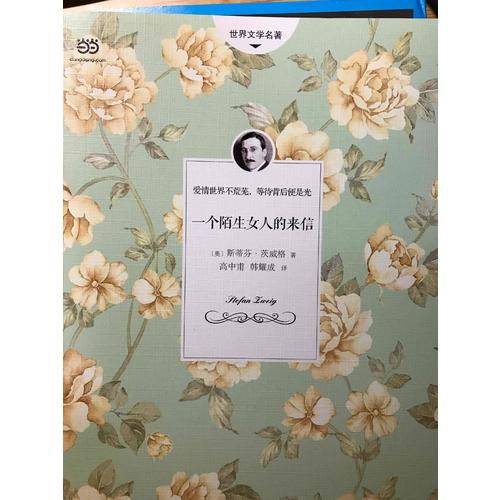 世界文学名著
dangdang.com
爱情世界不荒芜，等待背后便是光
一个陌生女人的来信
［奥］斯蒂芬·茨威格 著
高中甫 韩耀成 译
Stefan Zweig